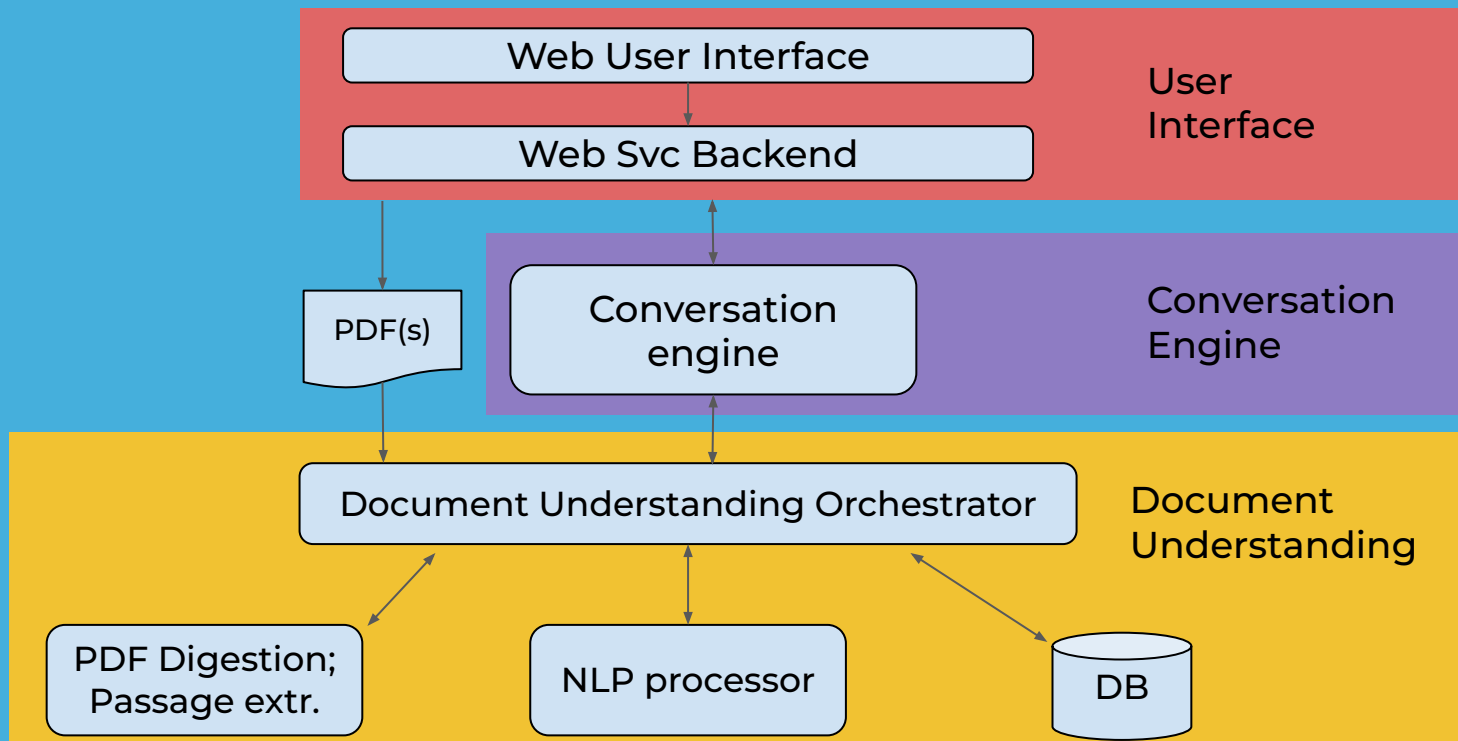 Web User Interface
Web Svc Backend
User
Interface
PDF(s)
Conversation
engine
Conversation
Engine
Document Understanding Orchestrator
Document
Understanding
PDF Digestion;
Passage extr.
NLP processor
DB